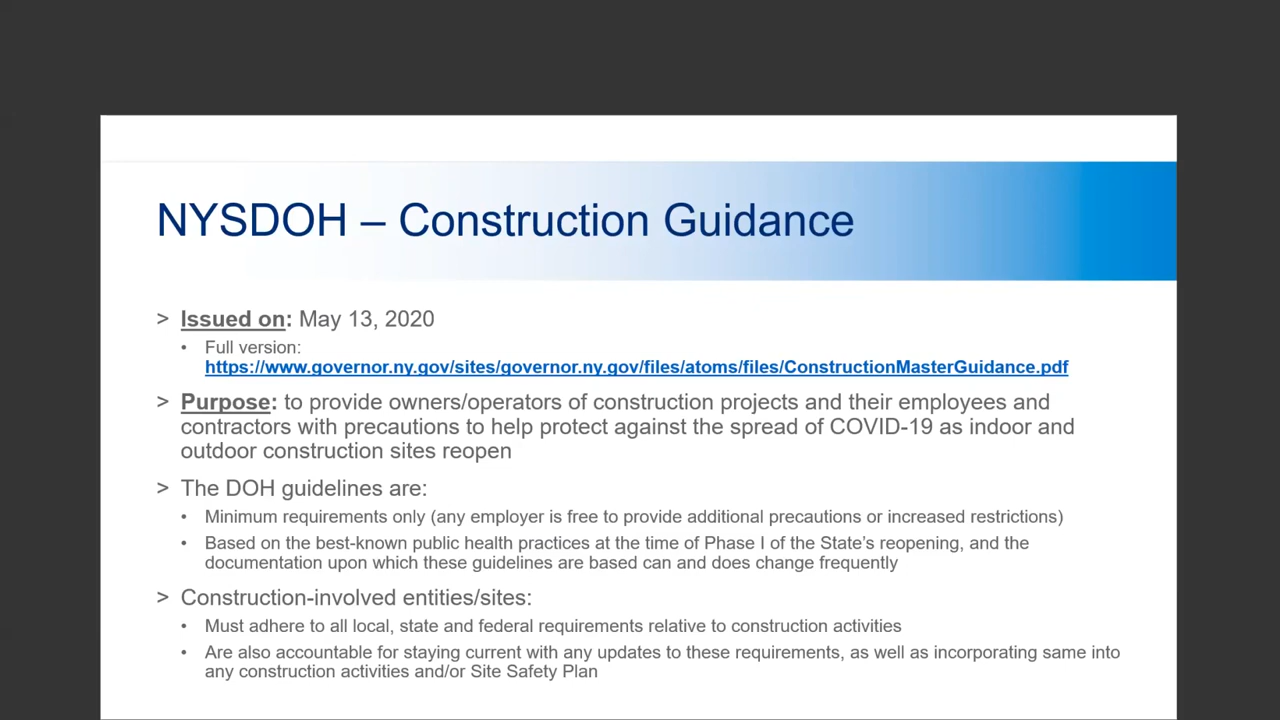 NYSDOH – Construction Guidance
> Issued on: May 13, 2020
• Full version:
https://www.governor.ny.gov/sites/governor.ny.gov/files/atoms/files/ConstructionMasterGuidance.pdf
> Purpose: to provide owners/operators of construction projects and their employees and
contractors with precautions to help protect against the spread of COVID-19 as indoor and
outdoor construction sites reopen
> The DOH guidelines are:
• Minimum requirements only (any employer is free to provide additional precautions or increased restrictions)
• Based on the best-known public health practices at the time of Phase I of the State’s reopening, and the
documentation upon which these guidelines are based can and does change frequently
> Construction-involved entities/sites:
• Must adhere to all local, state and federal requirements relative to construction activities
• Are also accountable for staying current with any updates to these requirements, as well as incorporating same into
any construction activities and/or Site Safety Plan